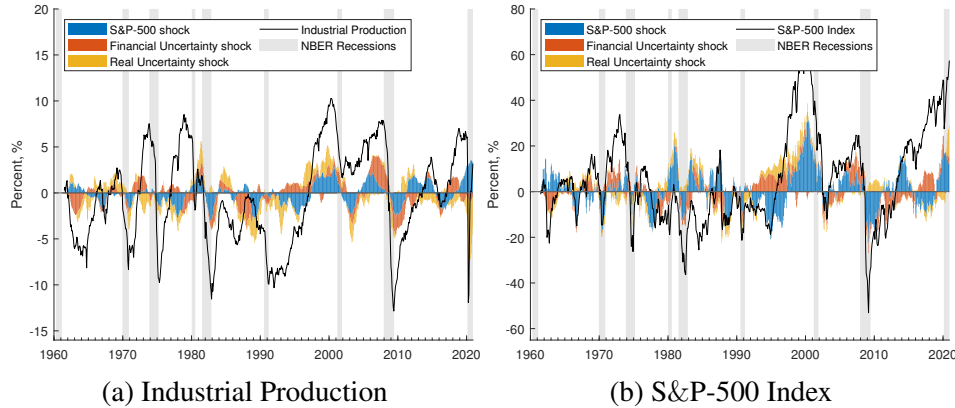 S&P-500 shock
Financial Uncertainty shock
Real Uncertainty shock
Industrial Production
NBER Recessions
Percent, %
20
15
10
5
0
-5
-10
-15
1960
1970
1980
1990
2000
2010
2020
(a) Industrial Production
S&P-500 shock
Financial Uncertainty shock
Real Uncertainty shock
S&P-500 Index
NBER Recessions
Percent, %
80
60
40
20
0
-20
-40
-60
1960
1970
1980
1990
2000
2010
2020
(b) S&P-500 Index